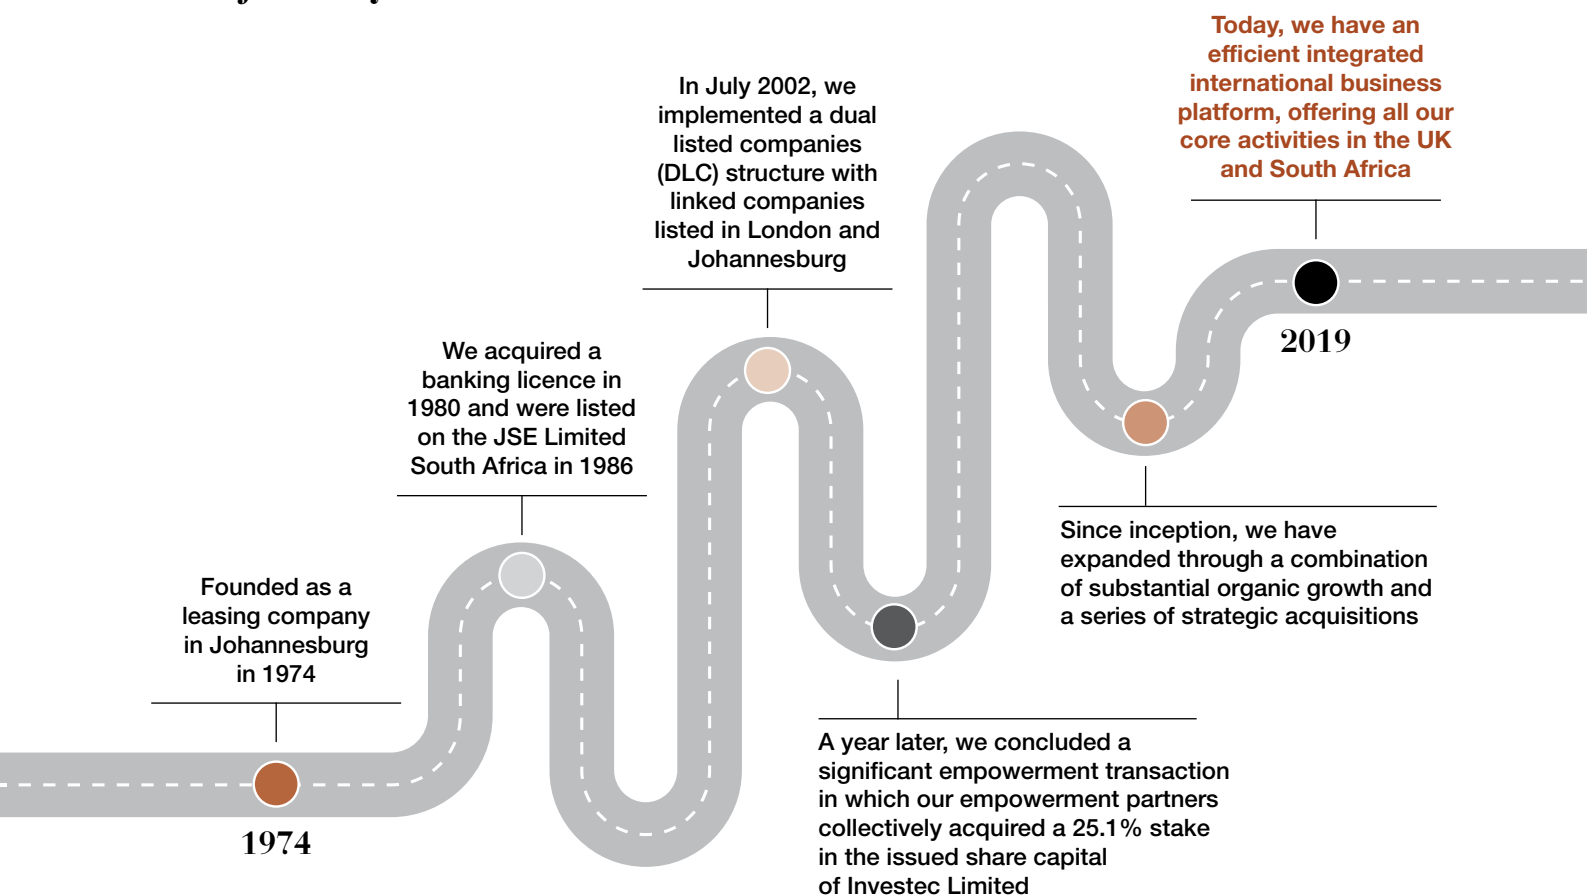 Founded as a
leasing company
in Johannesburg
in 1974
1974
We acquired a
banking licence in
1980 and were listed
on the JSE Limited
South Africa in 1986
In July 2002, we
implemented a dual
listed companies
(DLC) structure with
linked companies
listed in London and
Johannesburg
A year later, we concluded a
significant empowerment transaction
in which our empowerment partners
collectively acquired a 25.1% stake
in the issued share capital
of Investec Limited
Since inception, we have
expanded through a combination
of substantial organic growth and
a series of strategic acquisitions
Today, we have an
efficient integrated
international business
platform, offering all our
core activities in the UK
and South Africa
2019